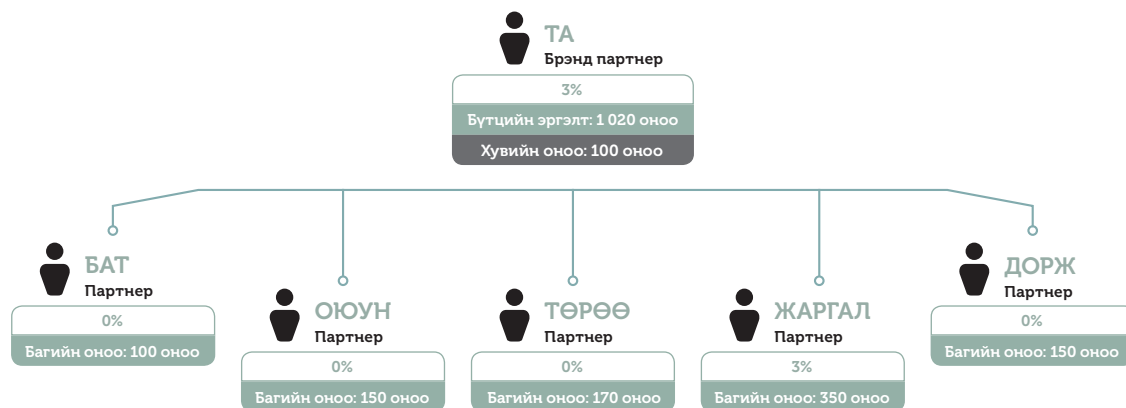 ТА
Брэнд партнер
3%
Бүтцийн эргэлт: 1 020 оноо
Хувийн оноо: 100 оноо
БАТ
Партнер
0%
Багийн оноо: 100 оноо
ОЮУН
Партнер
0%
Багийн оноо: 150 оноо
ТӨРӨӨ
Партнер
0%
Багийн оноо: 170 оноо
ЖАРГАЛ
Партнер
3%
Багийн оноо: 350 оноо
ДОРЖ
Партнер
0%
Багийн оноо: 150 оноо